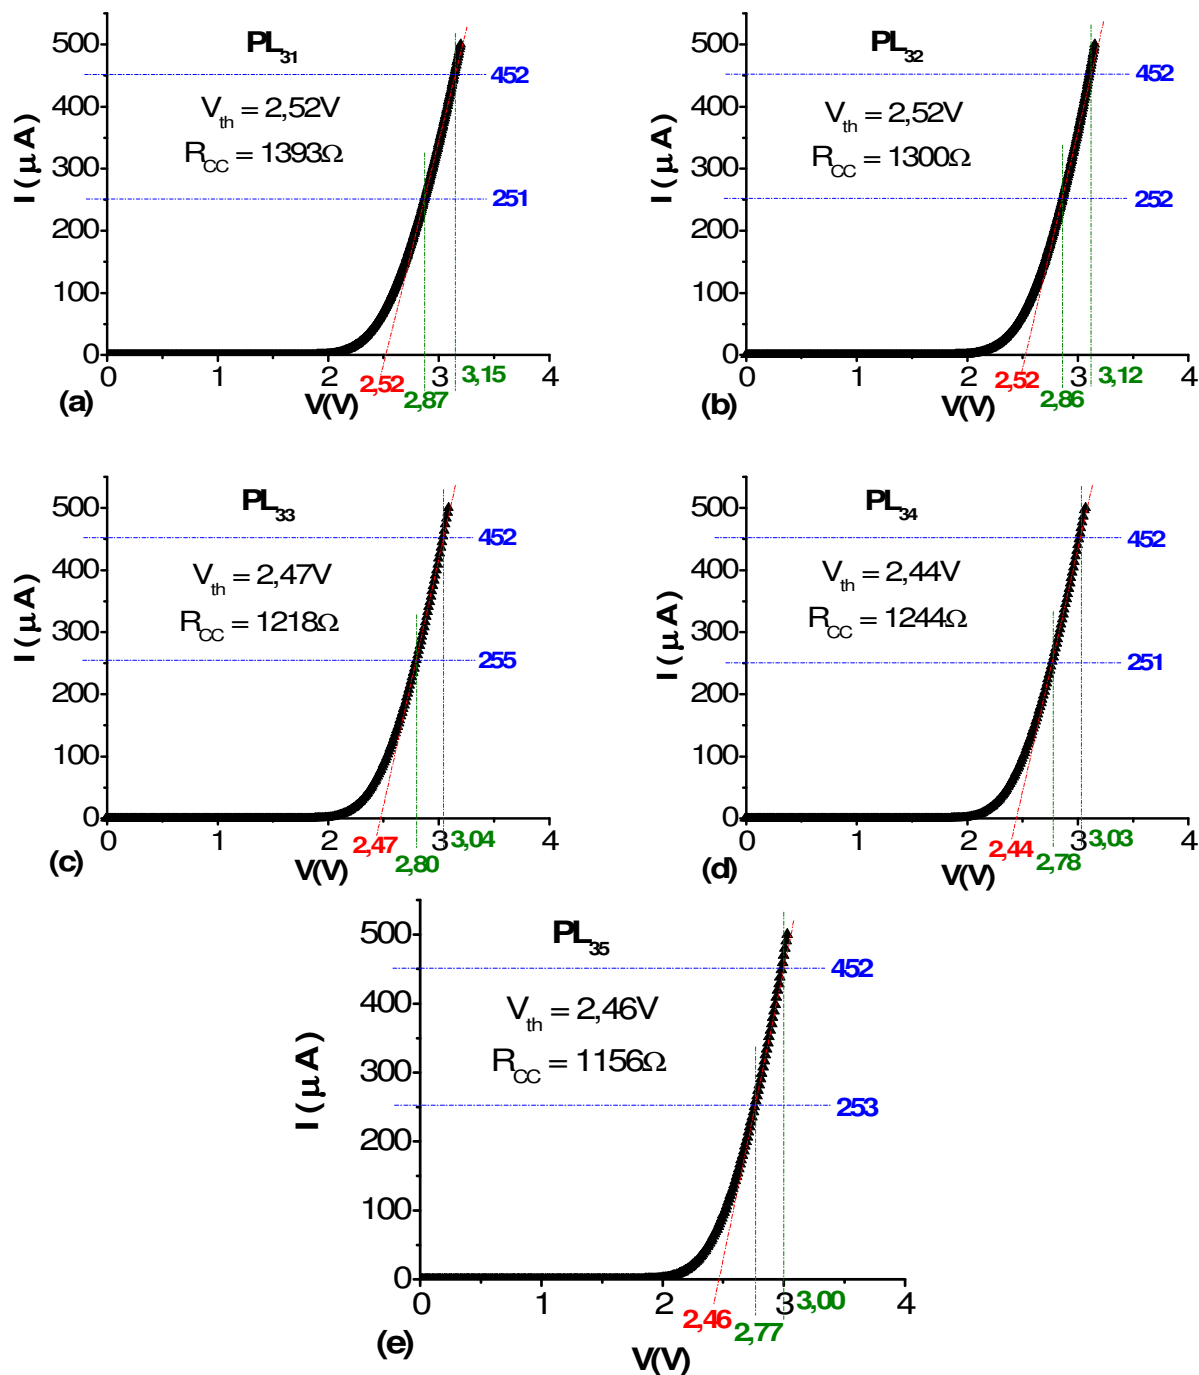 PL31
500
452
400
Vth = 2,52V
RCC = 1393Ω
300
251
200
100
0
I (μA)
0 1 2 3 4
2,52
3,15
2,87
V(V)
(a)
PL32
500
452
400
Vth = 2,52V
RCC = 1300Ω
300
252
200
100
0
I (μA)
0 1 2 3 4
2,52
3,12
2,86
V(V)
(b)
PL33
500
452
400
Vth = 2,47V
RCC = 1218Ω
300
255
200
100
0
I (μA)
0 1 2 3 4
2,47
3,04
2,80
V(V)
(c)
PL34
500
452
400
Vth = 2,44V
RCC = 1244Ω
300
251
200
100
0
I (μA)
0 1 2 3 4
2,44
3,03
2,78
V(V)
(d)
PL35
500
452
400
Vth = 2,46V
RCC = 1156Ω
300
253
200
100
0
I (μA)
0 1 2 3 4
2,46
3,00
2,77
V(V)
(e)